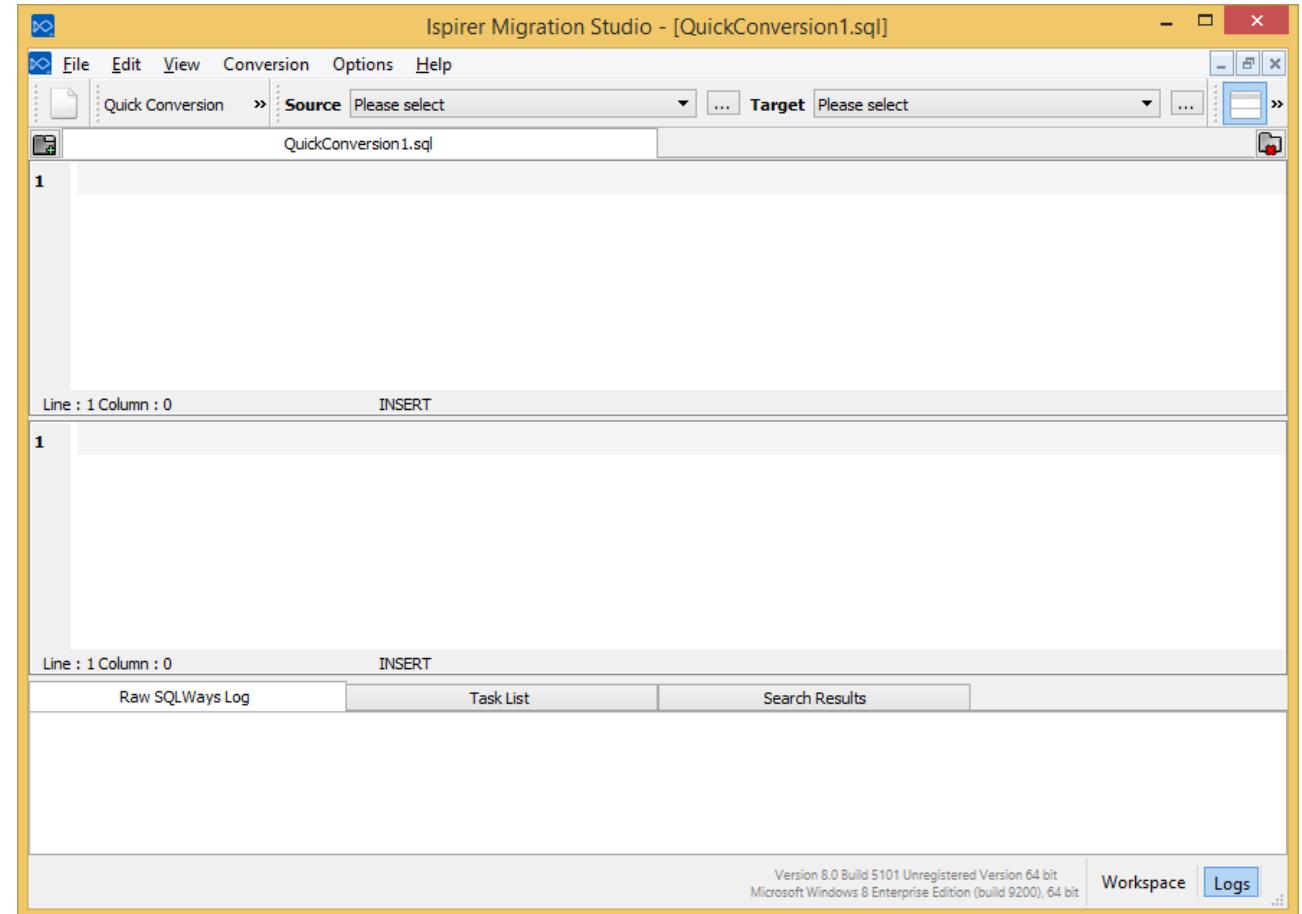 Ispirer Migration Studio - [QuickConversion1.sql]
File Edit View Conversion Options Help
Quick Conversion » Source Please select ... Target Please select ... »
QuickConversion1.sql
1
Line : 1 Column : 0 INSERT
1
Line : 1 Column : 0 INSERT
Raw SQLWays Log Task List Search Results
Version 8.0 Build 5101 Unregistered Version 64 bit
Microsoft Windows 8 Enterprise Edition (build 9200), 64 bit
Workspace Logs